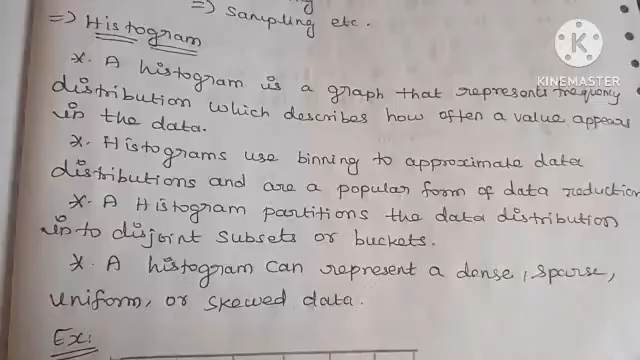 => Sampling etc.
=> Histogram
KINEMASTER
*. A histogram is a graph that represents frequency
distribution which describes how often a value appears
in the data.
*. Histograms use binning to approximate data
distributions and are a popular form of data reduction
*. A Histogram partitions the data distribution
in to disjoint subsets or buckets.
*. A histogram can represent a dense, sparse,
uniform, or skewed data.
Ex: